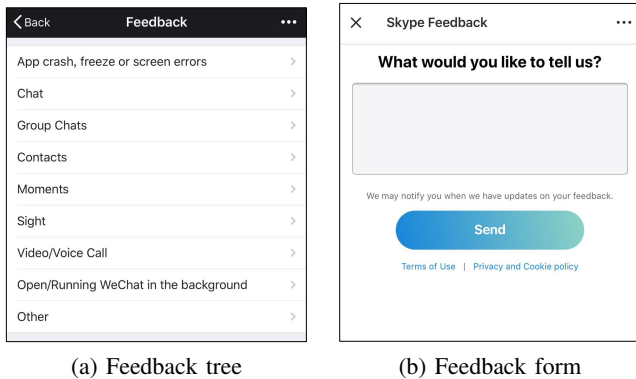 Back Feedback •••
App crash, freeze or screen errors
Chat
Group Chats
Contacts
Moments
Sight
Video/Voice Call
Open/Running WeChat in the background
Other
(a) Feedback tree
Skype Feedback •••
What would you like to tell us?
We may notify you when we have updates on your feedback.
Send
Terms of Use | Privacy and Cookie policy
(b) Feedback form